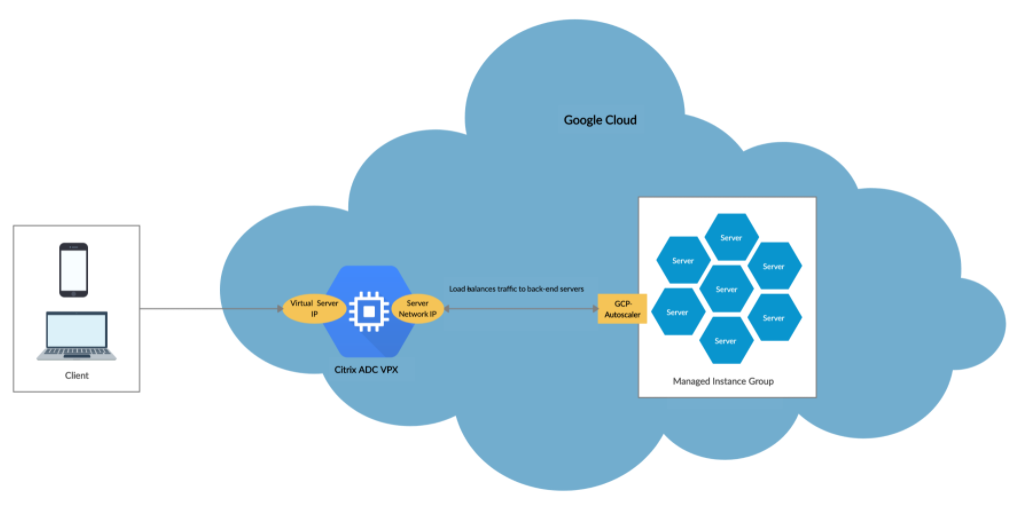 Google Cloud
Client
Virtual Server
IP
Server
Network IP
Citrix ADC VPX
Load balances traffic to back-end servers
GCP-
Autoscaler
Server
Server
Server
Server
Server
Server
Server
Managed Instance Group